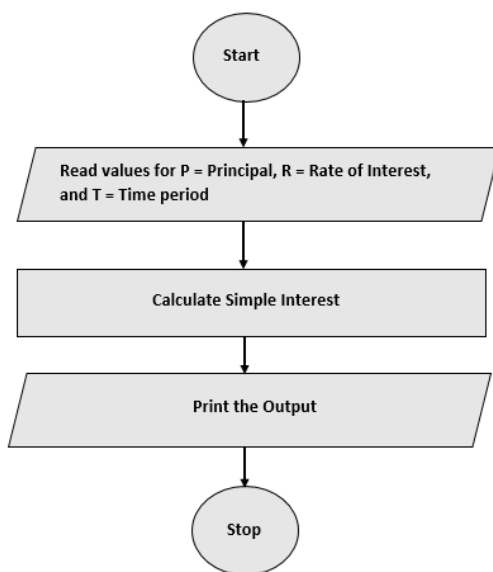 Start
Read values for P = Principal, R = Rate of Interest,
and T = Time period
Calculate Simple Interest
Print the Output
Stop